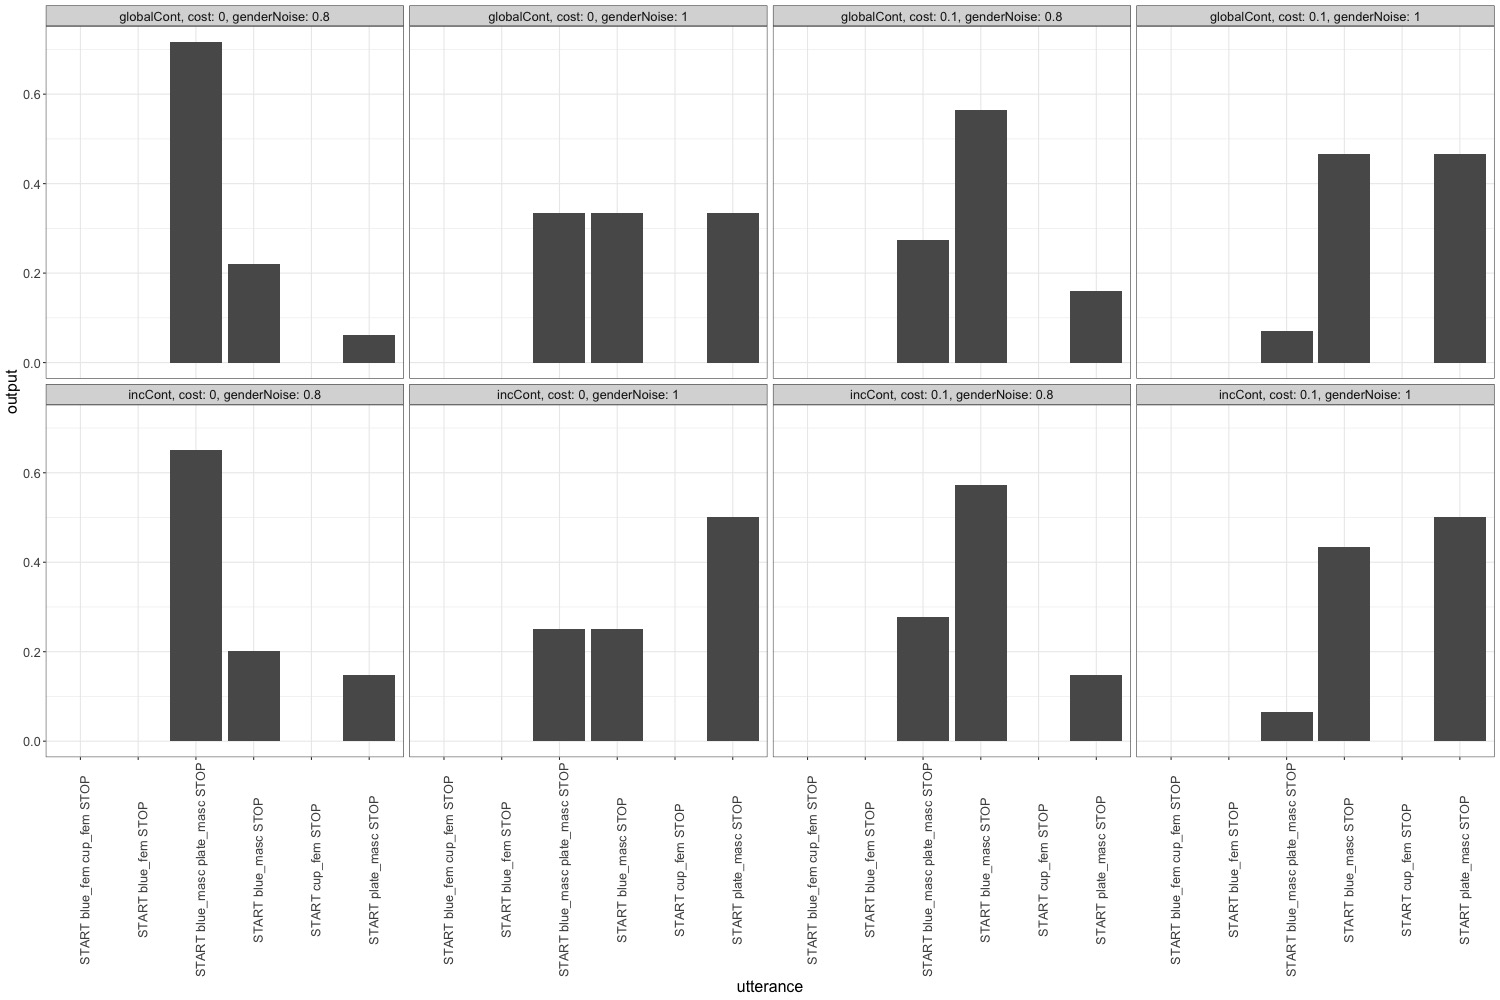 globalCont, cost: 0, genderNoise: 0.8
globalCont, cost: 0, genderNoise: 1
globalCont, cost: 0.1, genderNoise: 0.8
globalCont, cost: 0.1, genderNoise: 1
0.6
0.4
0.2
0.0
output
incCont, cost: 0, genderNoise: 0.8
incCont, cost: 0, genderNoise: 1
incCont, cost: 0.1, genderNoise: 0.8
incCont, cost: 0.1, genderNoise: 1
0.6
0.4
0.2
0.0
START blue_fem cup_fem STOP
START blue_fem STOP
START blue_masc plate_masc STOP
START blue_masc STOP
START cup_fem STOP
START plate_masc STOP
START blue_fem cup_fem STOP
START blue_fem STOP
START blue_masc plate_masc STOP
START blue_masc STOP
START cup_fem STOP
START plate_masc STOP
START blue_fem cup_fem STOP
START blue_fem STOP
START blue_masc plate_masc STOP
START blue_masc STOP
START cup_fem STOP
START plate_masc STOP
START blue_fem cup_fem STOP
START blue_fem STOP
START blue_masc plate_masc STOP
START blue_masc STOP
START cup_fem STOP
START plate_masc STOP
utterance